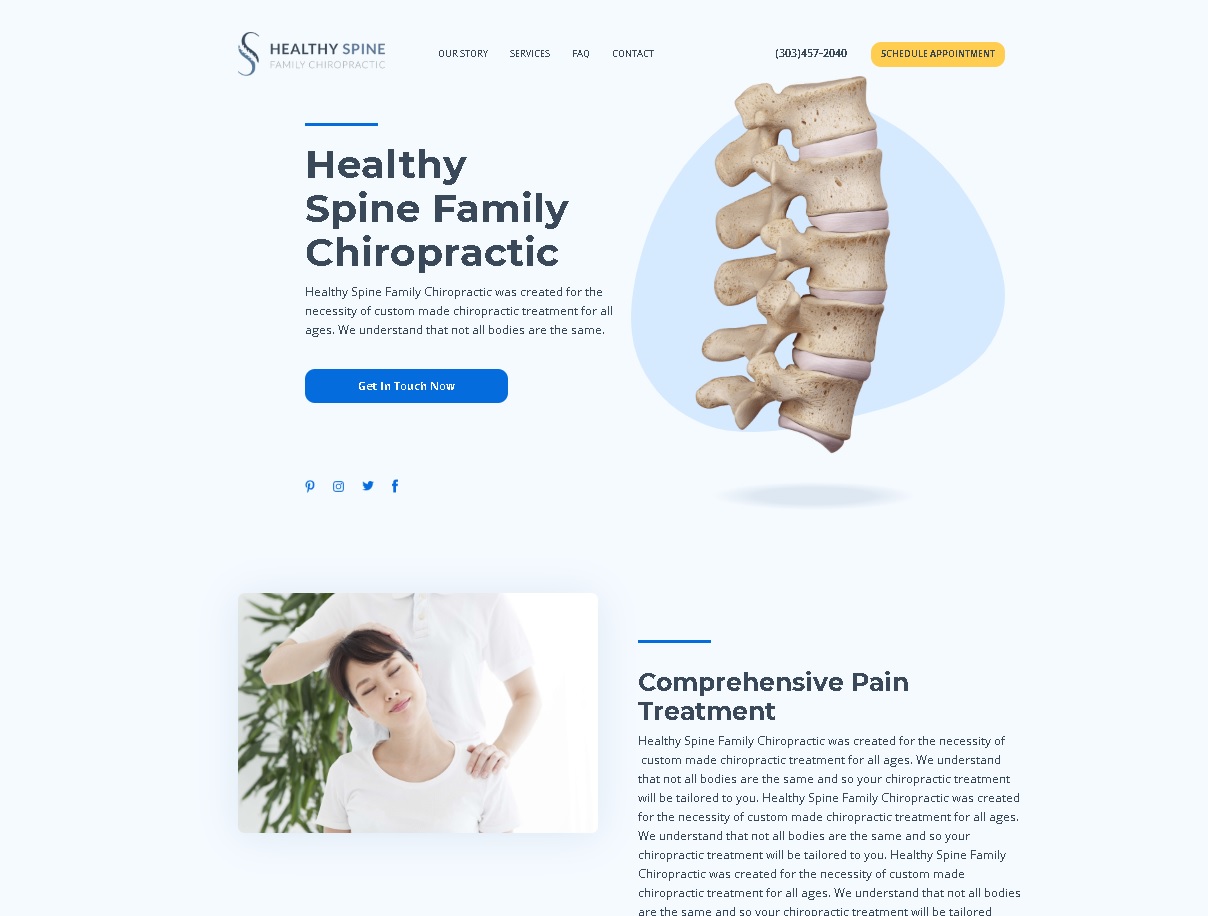 HEALTHY SPINE
FAMILY CHIROPRACTIC
OUR STORY
SERVICES
FAQ
CONTACT
(303)457-2040
SCHEDULE APPOINTMENT
Healthy
Spine Family
Chiropractic
Healthy Spine Family Chiropractic was created for the
necessity of custom made chiropractic treatment for all
ages. We understand that not all bodies are the same.
Get In Touch Now
Comprehensive Pain
Treatment
Healthy Spine Family Chiropractic was created for the necessity of
custom made chiropractic treatment for all ages. We understand
that not all bodies are the same and so your chiropractic treatment
will be tailored to you. Healthy Spine Family Chiropractic was created
for the necessity of custom made chiropractic treatment for all ages.
We understand that not all bodies are the same and so your
chiropractic treatment will be tailored to you. Healthy Spine Family
Chiropractic was created for the necessity of custom made
chiropractic treatment for all ages. We understand that not all bodies
are the same and so your chiropractic treatment will be tailored